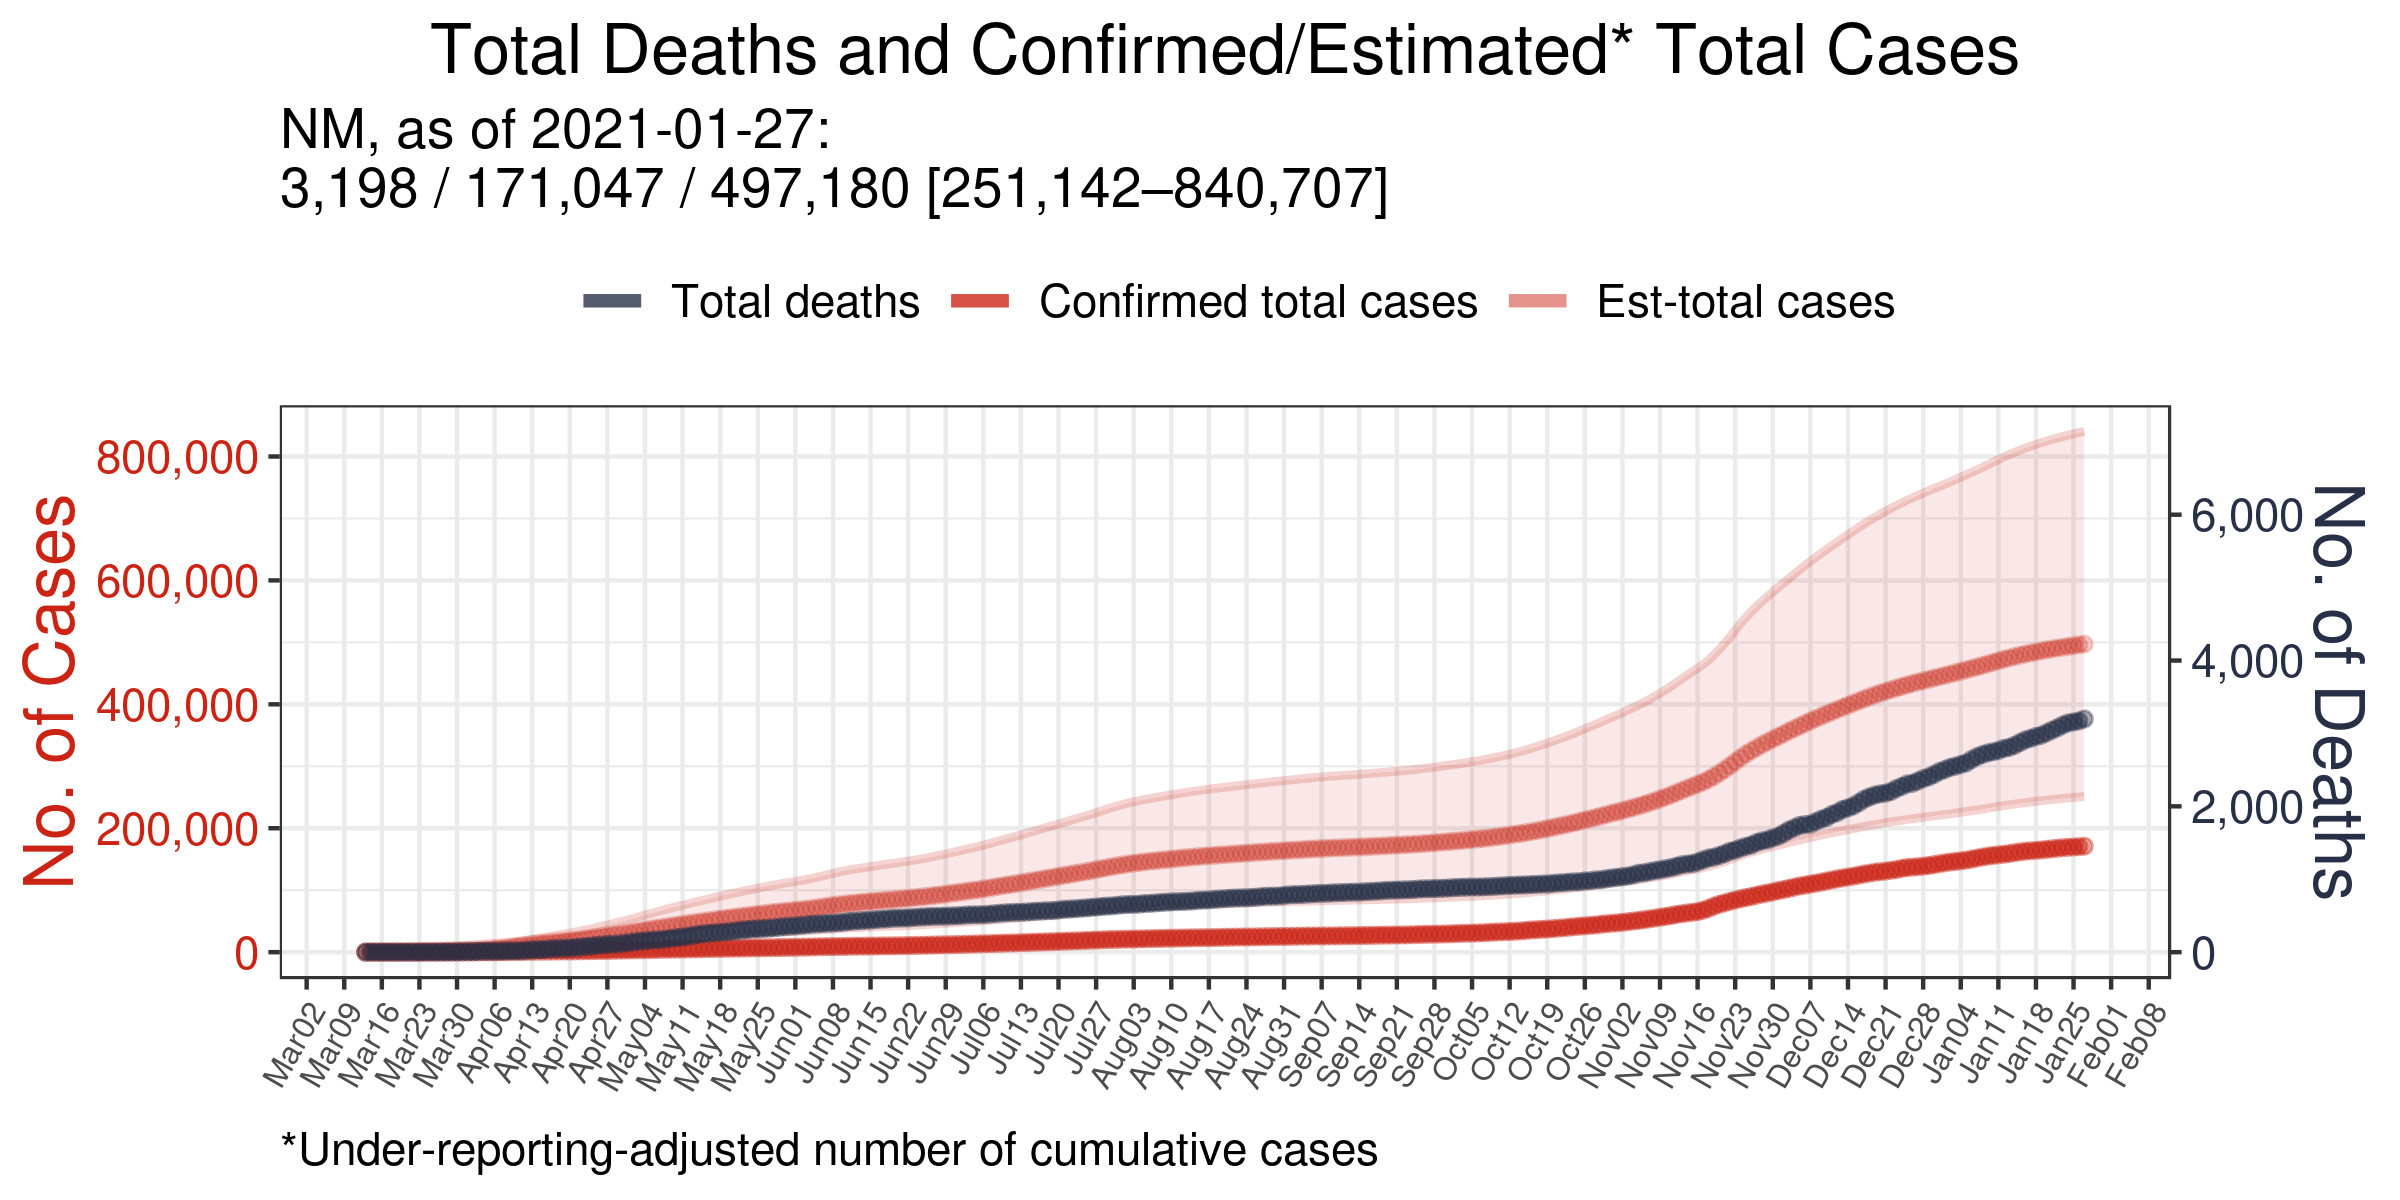 Total Deaths and Confirmed/Estimated* Total Cases
NM, as of 2021-01-27:
3,198 / 171,047 / 497,180 [251,142–840,707]
Total deaths
Confirmed total cases
Est-total cases
No. of Cases
800,000
600,000
400,000
200,000
0
6,000
4,000
2,000
0
No. of Deaths
Mar02
Mar09
Mar16
Mar23
Mar30
Apr06
Apr13
Apr20
Apr27
May04
May11
May18
May25
Jun01
Jun08
Jun15
Jun22
Jun29
Jul06
Jul13
Jul20
Jul27
Aug03
Aug10
Aug17
Aug24
Aug31
Sep07
Sep14
Sep21
Sep28
Oct05
Oct12
Oct19
Oct26
Nov02
Nov09
Nov16
Nov23
Nov30
Dec07
Dec14
Dec21
Dec28
Jan04
Jan11
Jan18
Jan25
Feb01
Feb08
*Under-reporting-adjusted number of cumulative cases